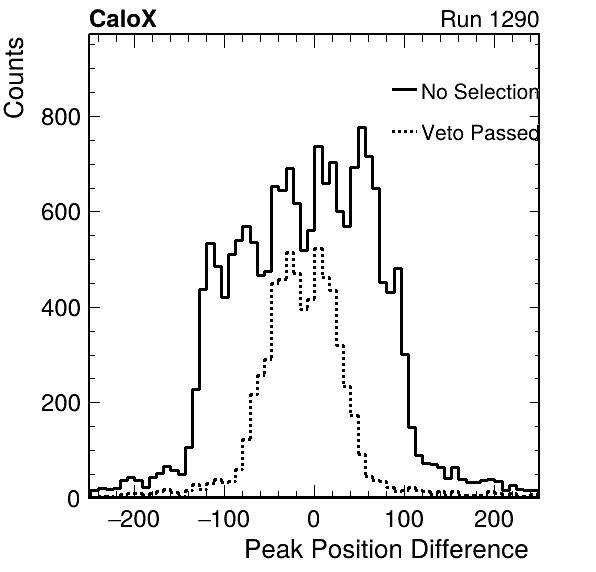 CaloX Run 1290
Counts
No Selection
Veto Passed
800
600
400
200
0
−200 −100 0 100 200
Peak Position Difference